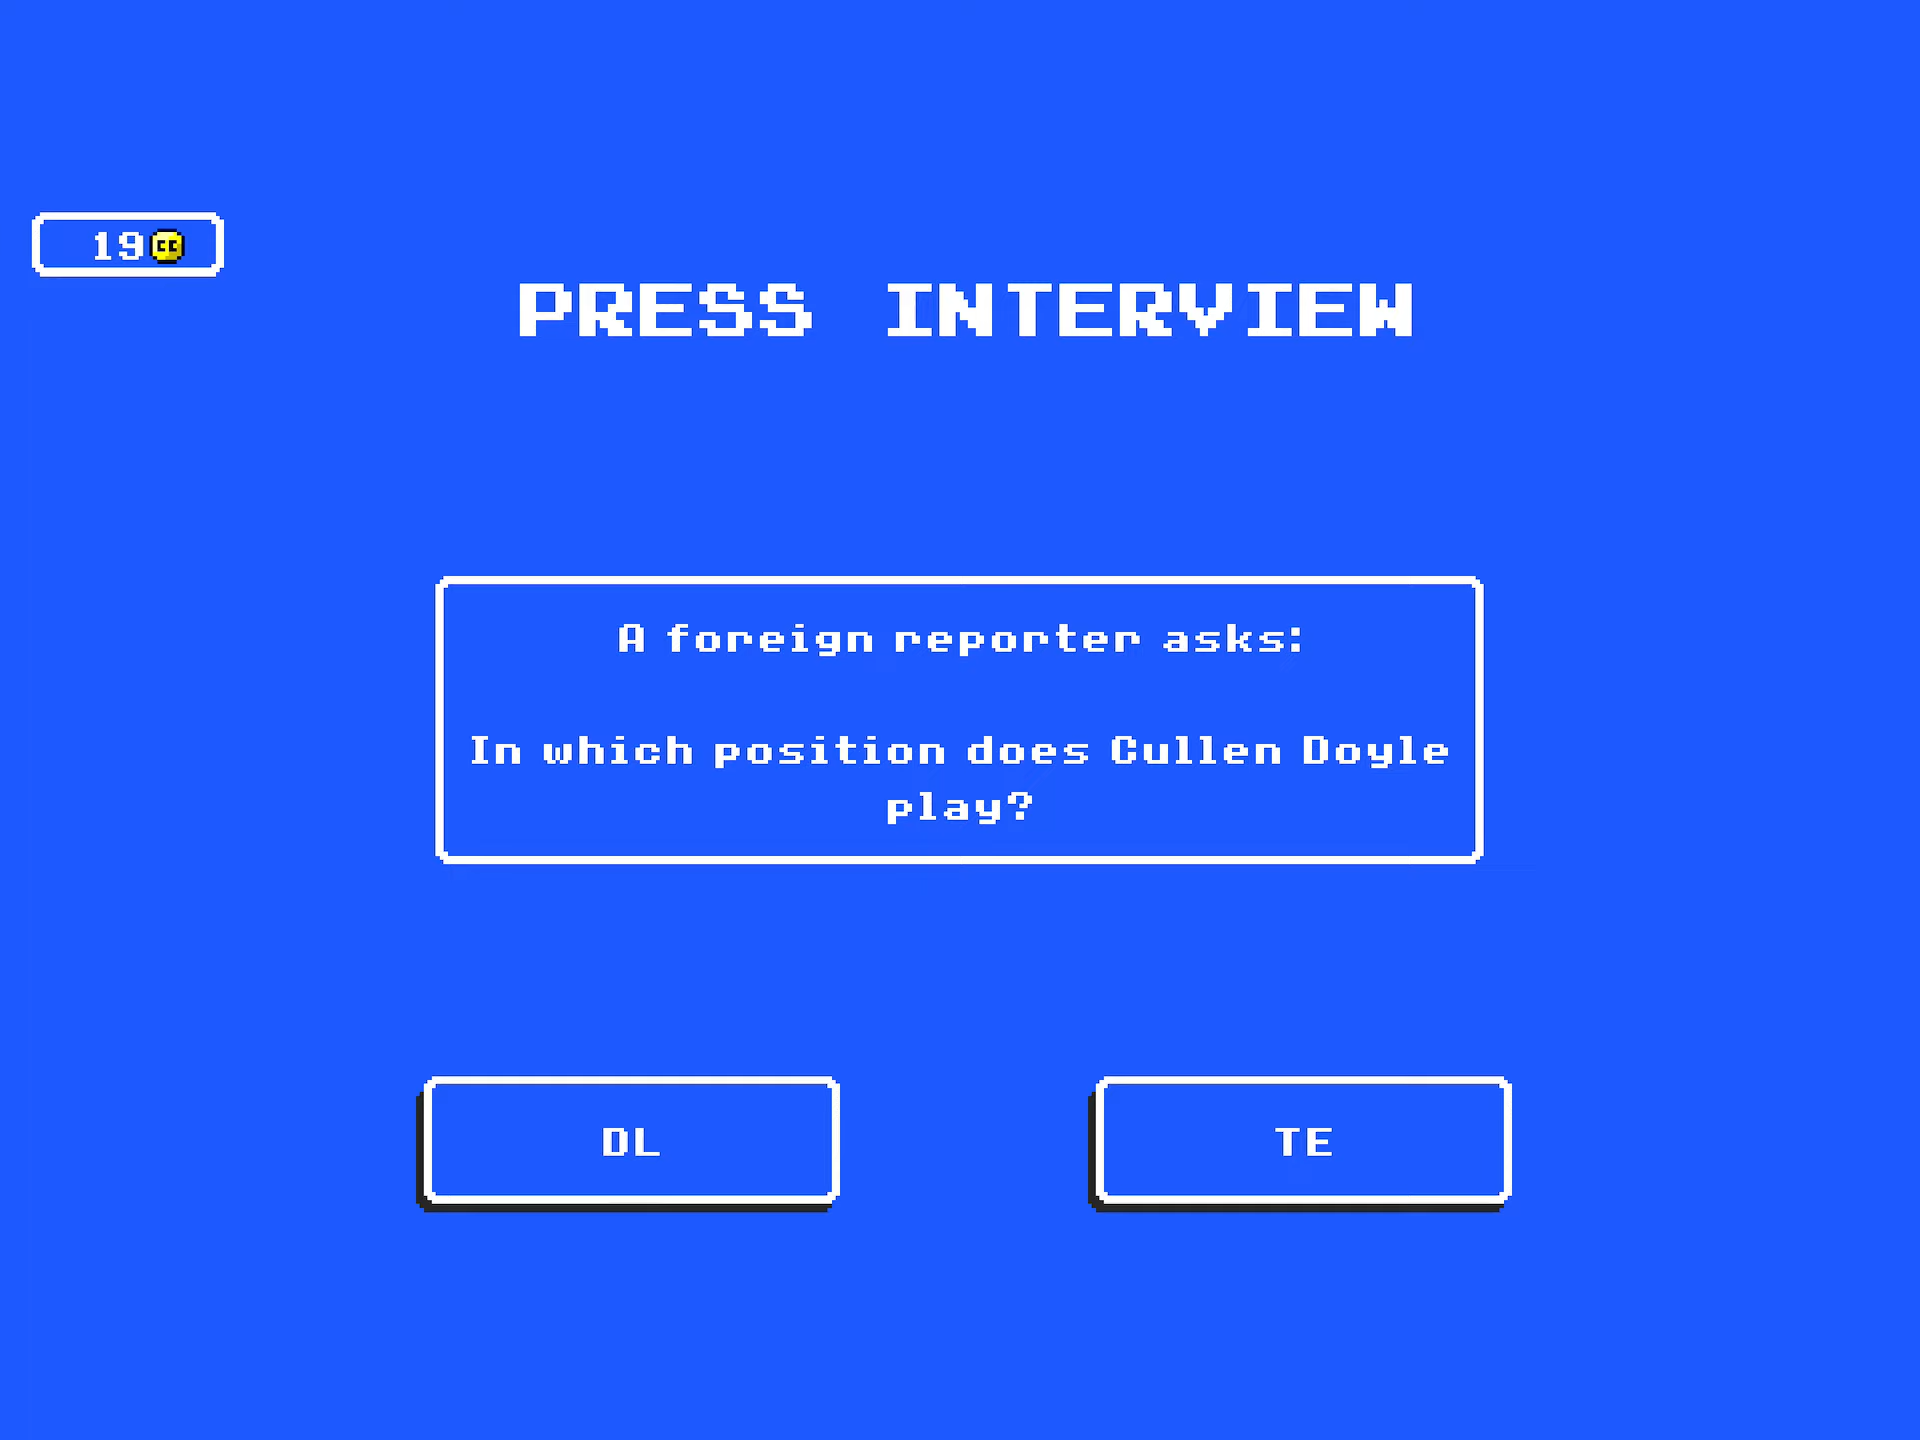 19
PRESS INTERVIEW
A foreign reporter asks:
In which position does Cullen Doyle
play?
DL
TE